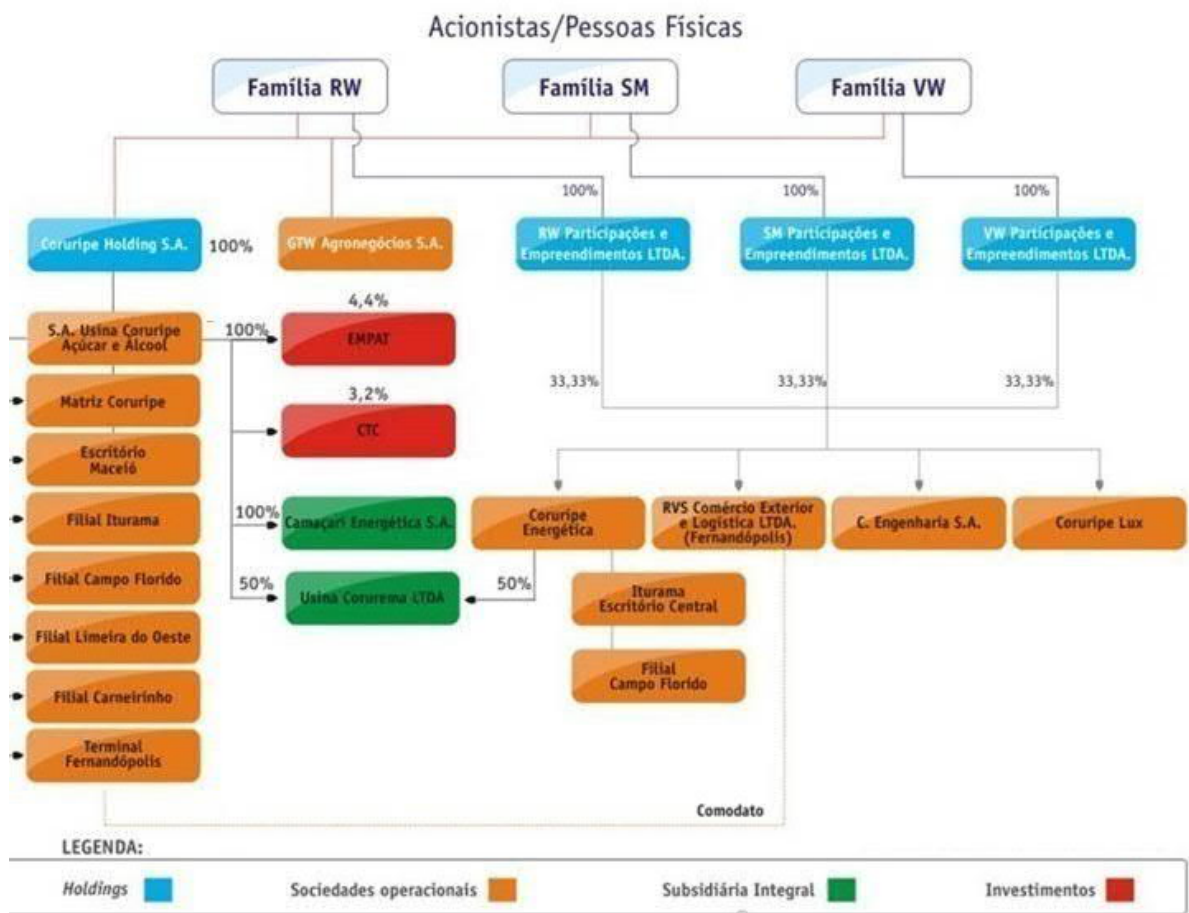 Acionistas/Pessoas Físicas
Família RW
Família SM
Família VW
100%
100%
100%
Coruripe Holding S.A.
100%
GTW Agronegócios S.A.
RW Participações e
Empreendimentos LTDA.
SM Participações e
Empreendimentos LTDA.
VW Participações e
Empreendimentos LTDA.
S.A. Usina Coruripe
Açúcar e Álcool
100%
4,4%
EMPAT
33,33%
33,33%
33,33%
Matriz Coruripe
3,2%
CTC
Escritório
Maceió
Filial Iturama
100%
Camaçari Energética S.A.
Coruripe
Energética
RVS Comércio Exterior
e Logística LTDA.
(Fernandópolis)
C. Engenharia S.A.
Coruripe Lux
Filial Campo Florido
50%
Usina Corurema LTDA
50%
Iturama
Escritório Central
Filial Limeira do Oeste
Filial
Campo Florido
Filial Carneirinho
Terminal
Fernandópolis
Comodato
LEGENDA:
Holdings
Sociedades operacionais
Subsidiária Integral
Investimentos